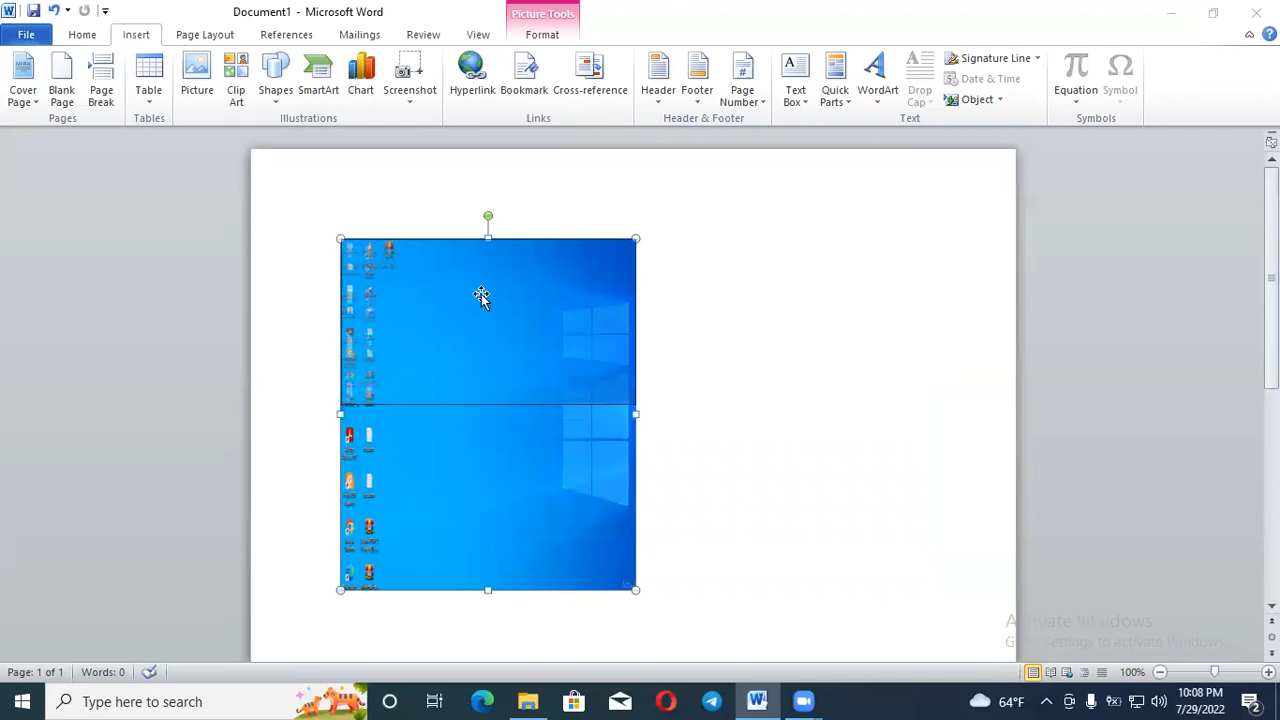 Document1 - Microsoft Word
Picture Tools
File Home Insert Page Layout References Mailings Review View Format
Cover Page
Blank Page
Page Break
Table
Picture
Clip Art
Shapes
SmartArt
Chart
Screenshot
Hyperlink
Bookmark
Cross-reference
Header
Footer
Page Number
Text Box
Quick Parts
WordArt
Drop Cap
Signature Line
Date & Time
Object
Equation
Symbol
Pages Tables Illustrations Links Header & Footer Text Symbols
Activate Windows
Go to Settings to activate Windows.
Page: 1 of 1 Words: 0 100%
Type here to search
64°F
10:08 PM
7/29/2022
2